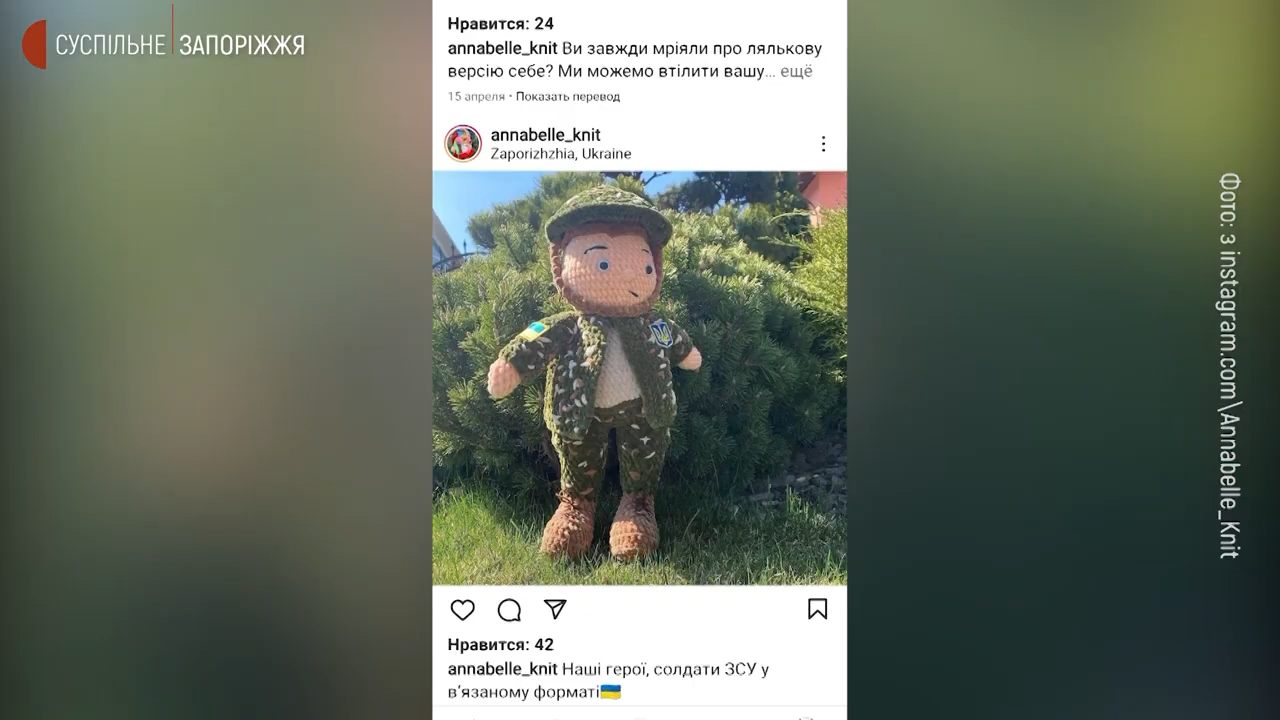 СУСПІЛЬНЕ ЗАПОРІЖЖЯ
Нравится: 24
annabelle_knit Ви завжди мріяли про лялькову
версію себе? Ми можемо втілити вашу... ещё
15 апреля • Показать перевод
annabelle_knit
Zaporizhzhia, Ukraine
Нравится: 42
annabelle_knit Наші герої, солдати ЗСУ у
в’язаному форматі🇺🇦
Фото: з instagram.com\Annabelle_Knit